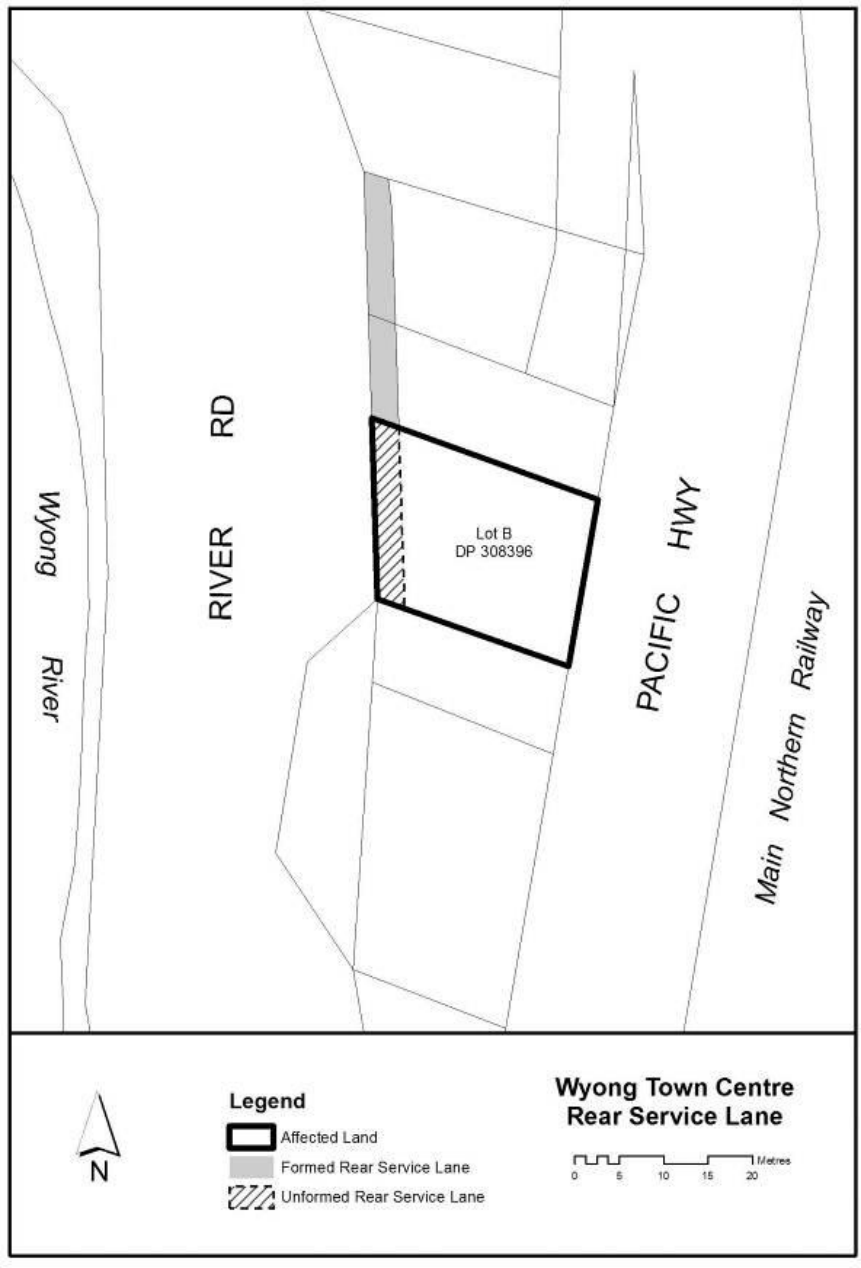 RIVER RD
Wyong River
Lot B
DP 308396
PACIFIC HWY
Main Northern Railway
N
Legend
Affected Land
Formed Rear Service Lane
Unformed Rear Service Lane
Wyong Town Centre
Rear Service Lane
Metres
0 5 10 15 20